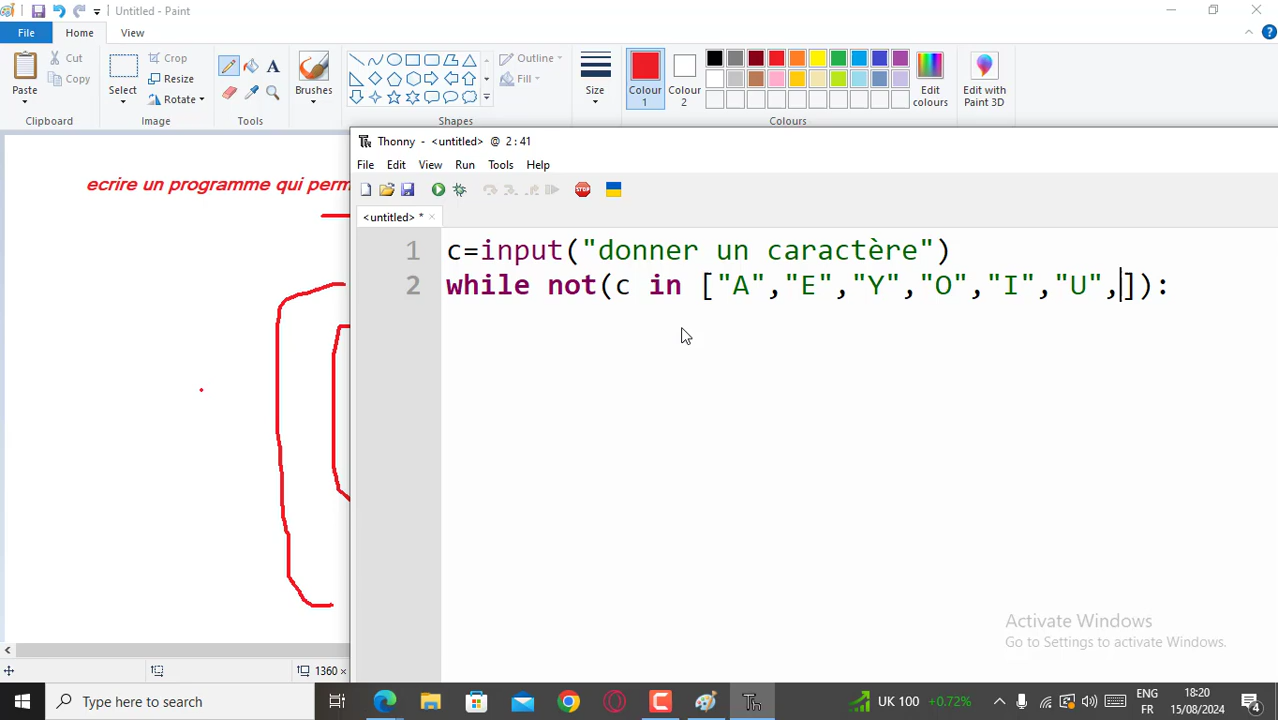 Untitled - Paint
File
Home
View
Paste
Cut
Copy
Clipboard
Select
Crop
Resize
Rotate
Image
Tools
Brushes
Shapes
Outline
Fill
Size
Colour 1
Colour 2
Colours
Edit colours
Edit with Paint 3D
ecrire un programme qui perm
Thonny - <untitled> @ 2:41
File Edit View Run Tools Help
STOP
<untitled> *
1 c=input("donner un caractère")
2 while not(c in ["A","E","Y","O","I","U",]):
Activate Windows
Go to Settings to activate Windows.
1360 ×
Type here to search
Th
UK 100 +0.72%
ENG
FR
18:20
15/08/2024
4